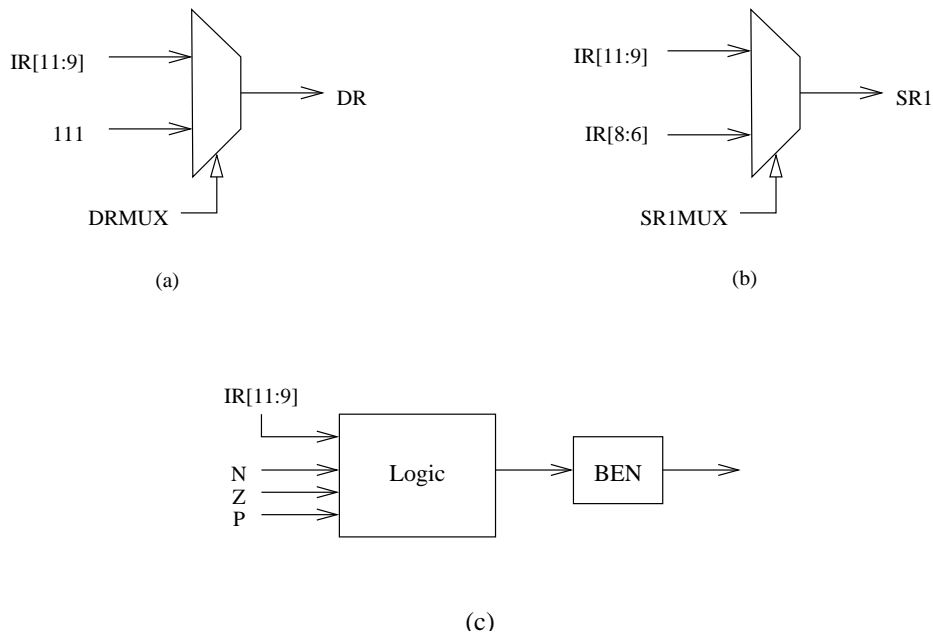 IR[11:9]
111
DR
DRMUX
(a)
IR[11:9]
IR[8:6]
SR1
SR1MUX
(b)
IR[11:9]
N
Z
P
Logic
BEN
(c)